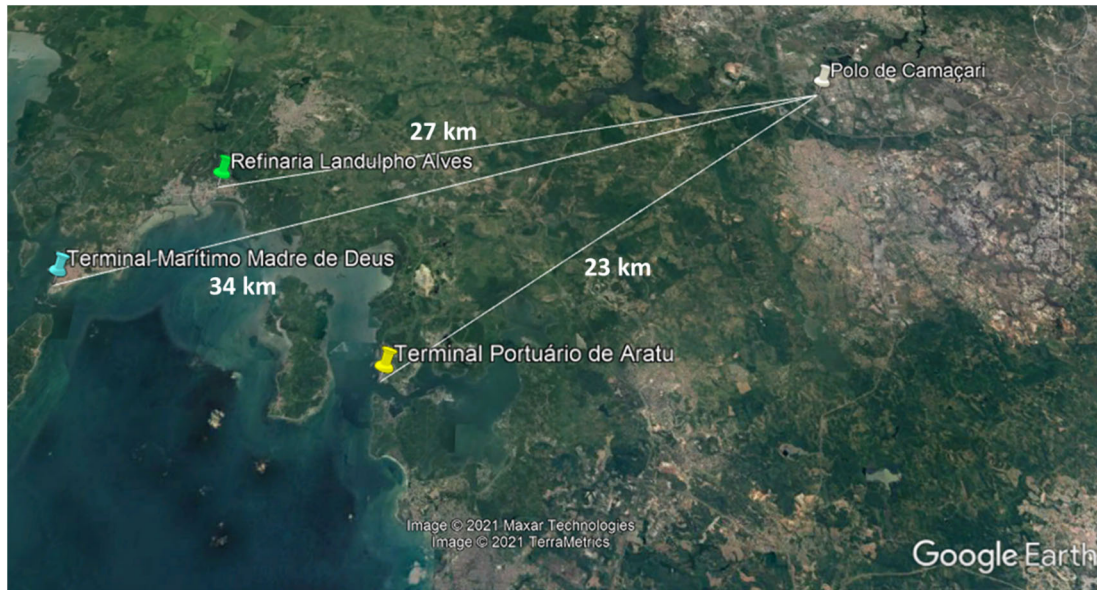 Polo de Camaçari
27 km
Refinaria Landulpho Alves
Terminal Marítimo Madre de Deus
34 km
23 km
Terminal Portuário de Aratu
Image © 2021 Maxar Technologies
Image © 2021 TerraMetrics
Google Earth